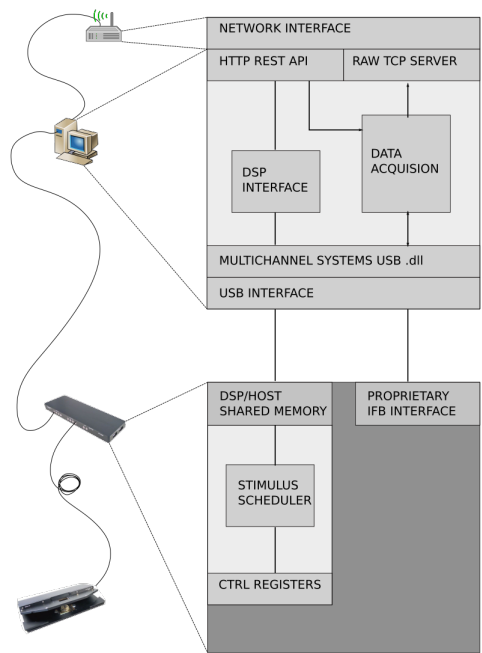 NETWORK INTERFACE
HTTP REST API
RAW TCP SERVER
DSP
INTERFACE
DATA
ACQUISION
MULTICHANNEL SYSTEMS USB .dll
USB INTERFACE
DSP/HOST
SHARED MEMORY
PROPRIETARY
IFB INTERFACE
STIMULUS
SCHEDULER
CTRL REGISTERS